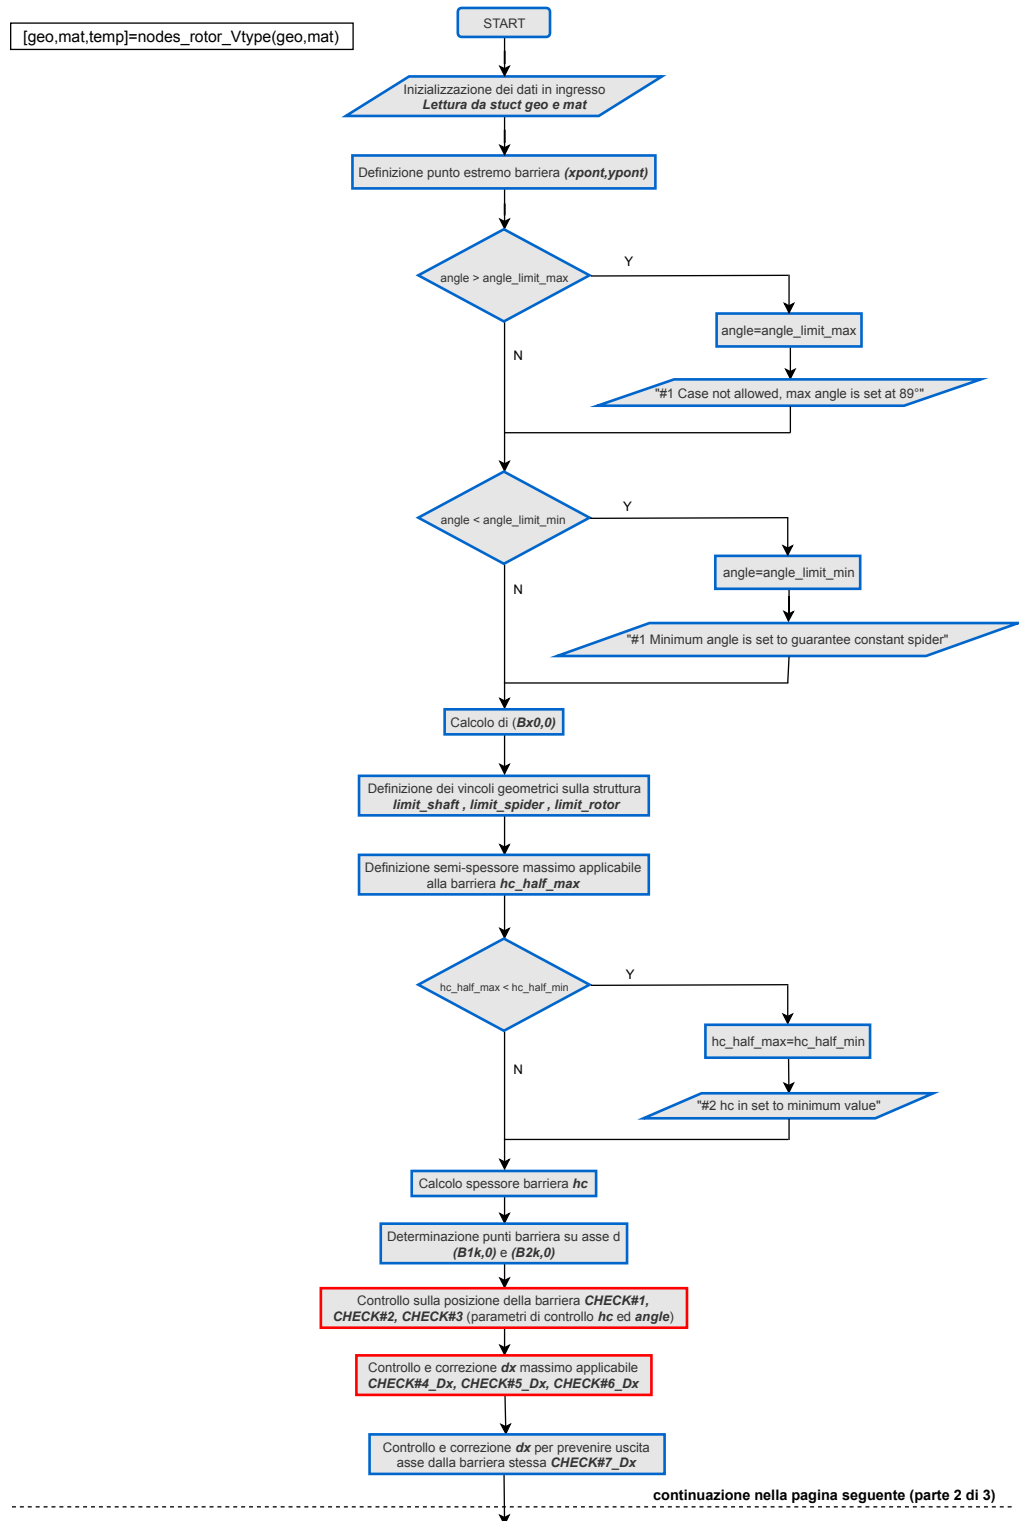 START
[geo,mat,temp]=nodes_rotor_Vtype(geo,mat)
Inizializzazione dei dati in ingresso
Lettura da stuct geo e mat
Definizione punto estremo barriera (xpont,ypont)
angle > angle_limit_max
Y
angle=angle_limit_max
N
"#1 Case not allowed, max angle is set at 89°"
angle < angle_limit_min
Y
angle=angle_limit_min
N
"#1 Minimum angle is set to guarantee constant spider"
Calcolo di (Bx0,0)
Definizione dei vincoli geometrici sulla struttura
limit_shaft , limit_spider , limit_rotor
Definizione semi-spessore massimo applicabile
alla barriera hc_half_max
hc_half_max < hc_half_min
Y
hc_half_max=hc_half_min
N
"#2 hc in set to minimum value"
Calcolo spessore barriera hc
Determinazione punti barriera su asse d
(B1k,0) e (B2k,0)
Controllo sulla posizione della barriera CHECK#1,
CHECK#2, CHECK#3 (parametri di controllo hc ed angle)
Controllo e correzione dx massimo applicabile
CHECK#4_Dx, CHECK#5_Dx, CHECK#6_Dx
Controllo e correzione dx per prevenire uscita
asse dalla barriera stessa CHECK#7_Dx
continuazione nella pagina seguente (parte 2 di 3)